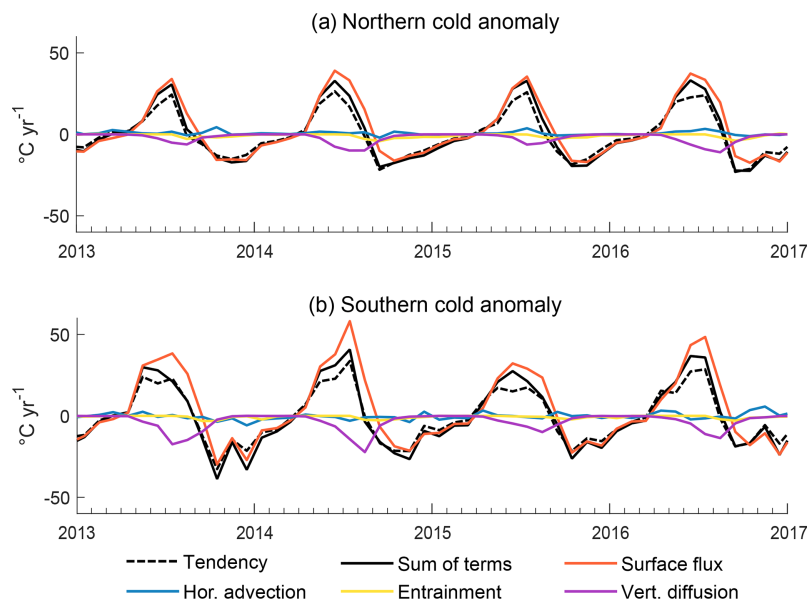 (a) Northern cold anomaly
°C yr⁻¹
50
0
-50
2013 2014 2015 2016 2017
(b) Southern cold anomaly
°C yr⁻¹
50
0
-50
2013 2014 2015 2016 2017
Tendency Sum of terms Surface flux
Hor. advection Entrainment Vert. diffusion